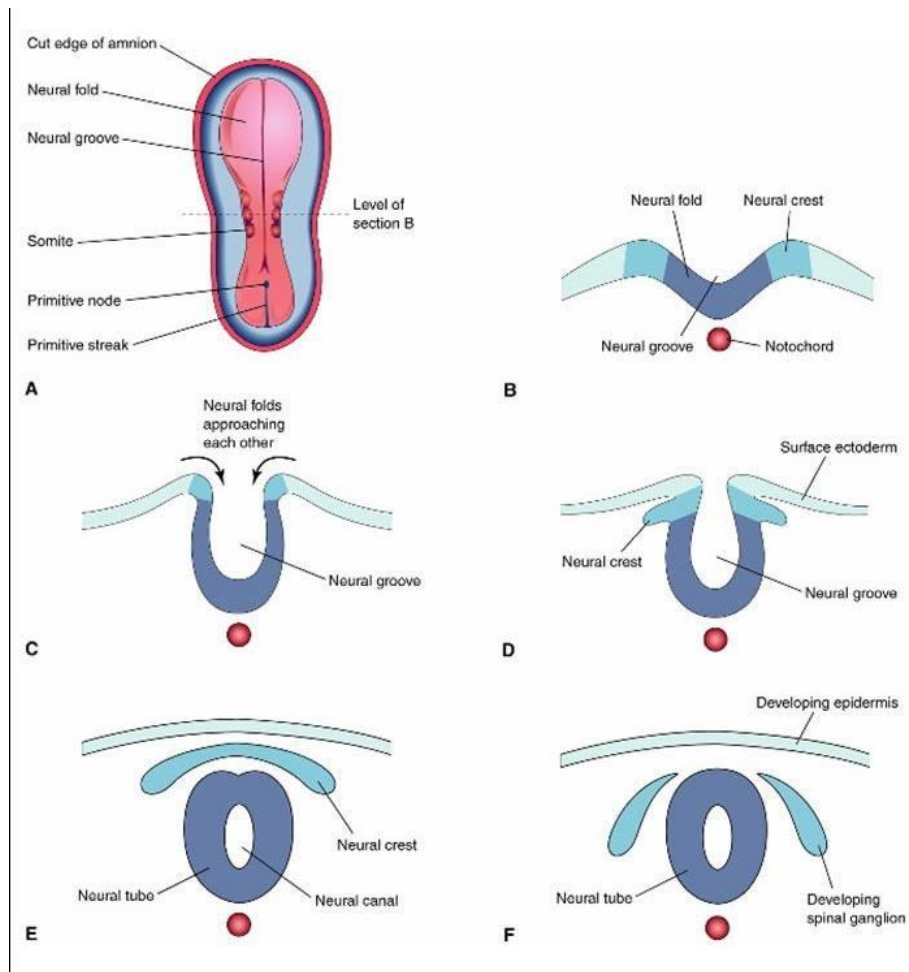 Cut edge of amnion
Neural fold
Neural groove
Level of
section B
Somite
Primitive node
Primitive streak
A
Neural fold
Neural crest
Neural groove
Notochord
B
Neural folds
approaching
each other
Neural groove
C
Surface ectoderm
Neural crest
Neural groove
D
Neural crest
Neural tube
Neural canal
E
Developing epidermis
Neural tube
Developing
spinal ganglion
F